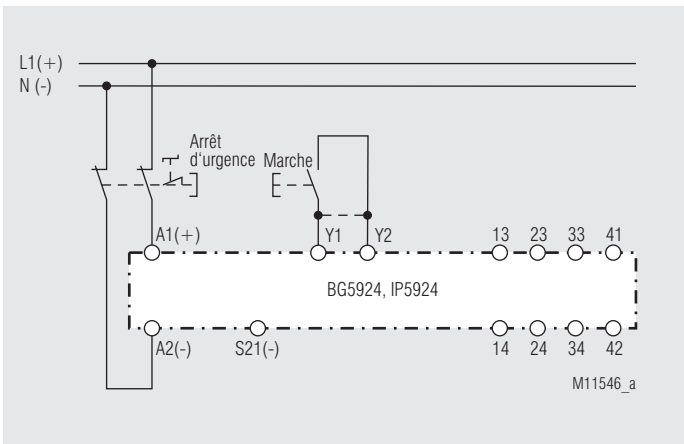 L1(+)
N (-)
Arrêt
d'urgence
Marche
A1(+)
Y1
Y2
13
23
33
41
BG5924, IP5924
A2(-)
S21(-)
14
24
34
42
M11546_a